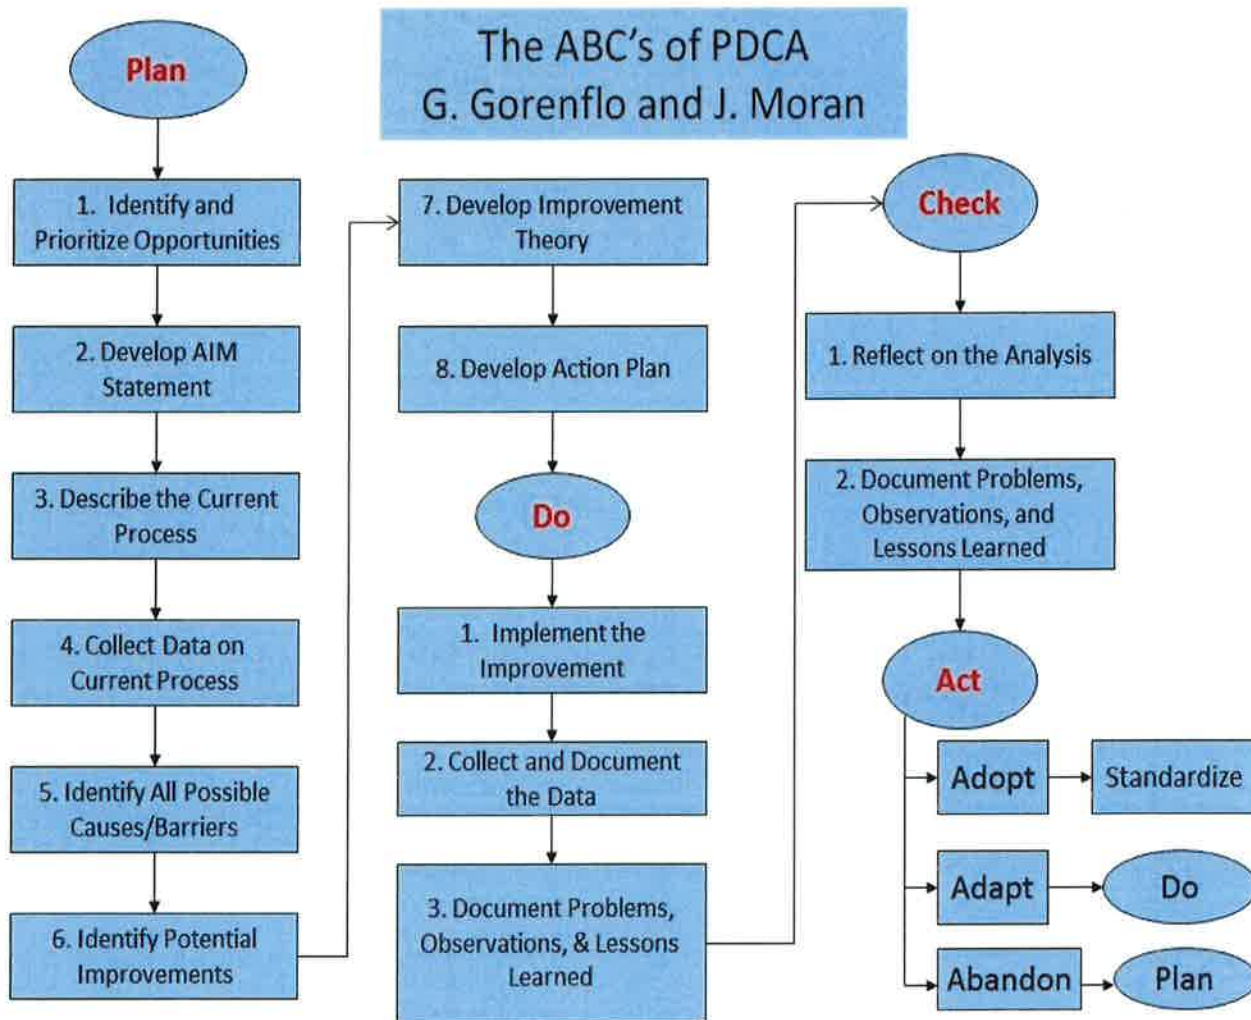 The ABC's of PDCA
G. Gorenflo and J. Moran
Plan
1. Identify and
Prioritize Opportunities
2. Develop AIM
Statement
3. Describe the Current
Process
4. Collect Data on
Current Process
5. Identify All Possible
Causes/Barriers
6. Identify Potential
Improvements
7. Develop Improvement
Theory
8. Develop Action Plan
Do
1. Implement the
Improvement
2. Collect and Document
the Data
3. Document Problems,
Observations, & Lessons
Learned
Check
1. Reflect on the Analysis
2. Document Problems,
Observations, and
Lessons Learned
Act
Adopt
Standardize
Adapt
Do
Abandon
Plan